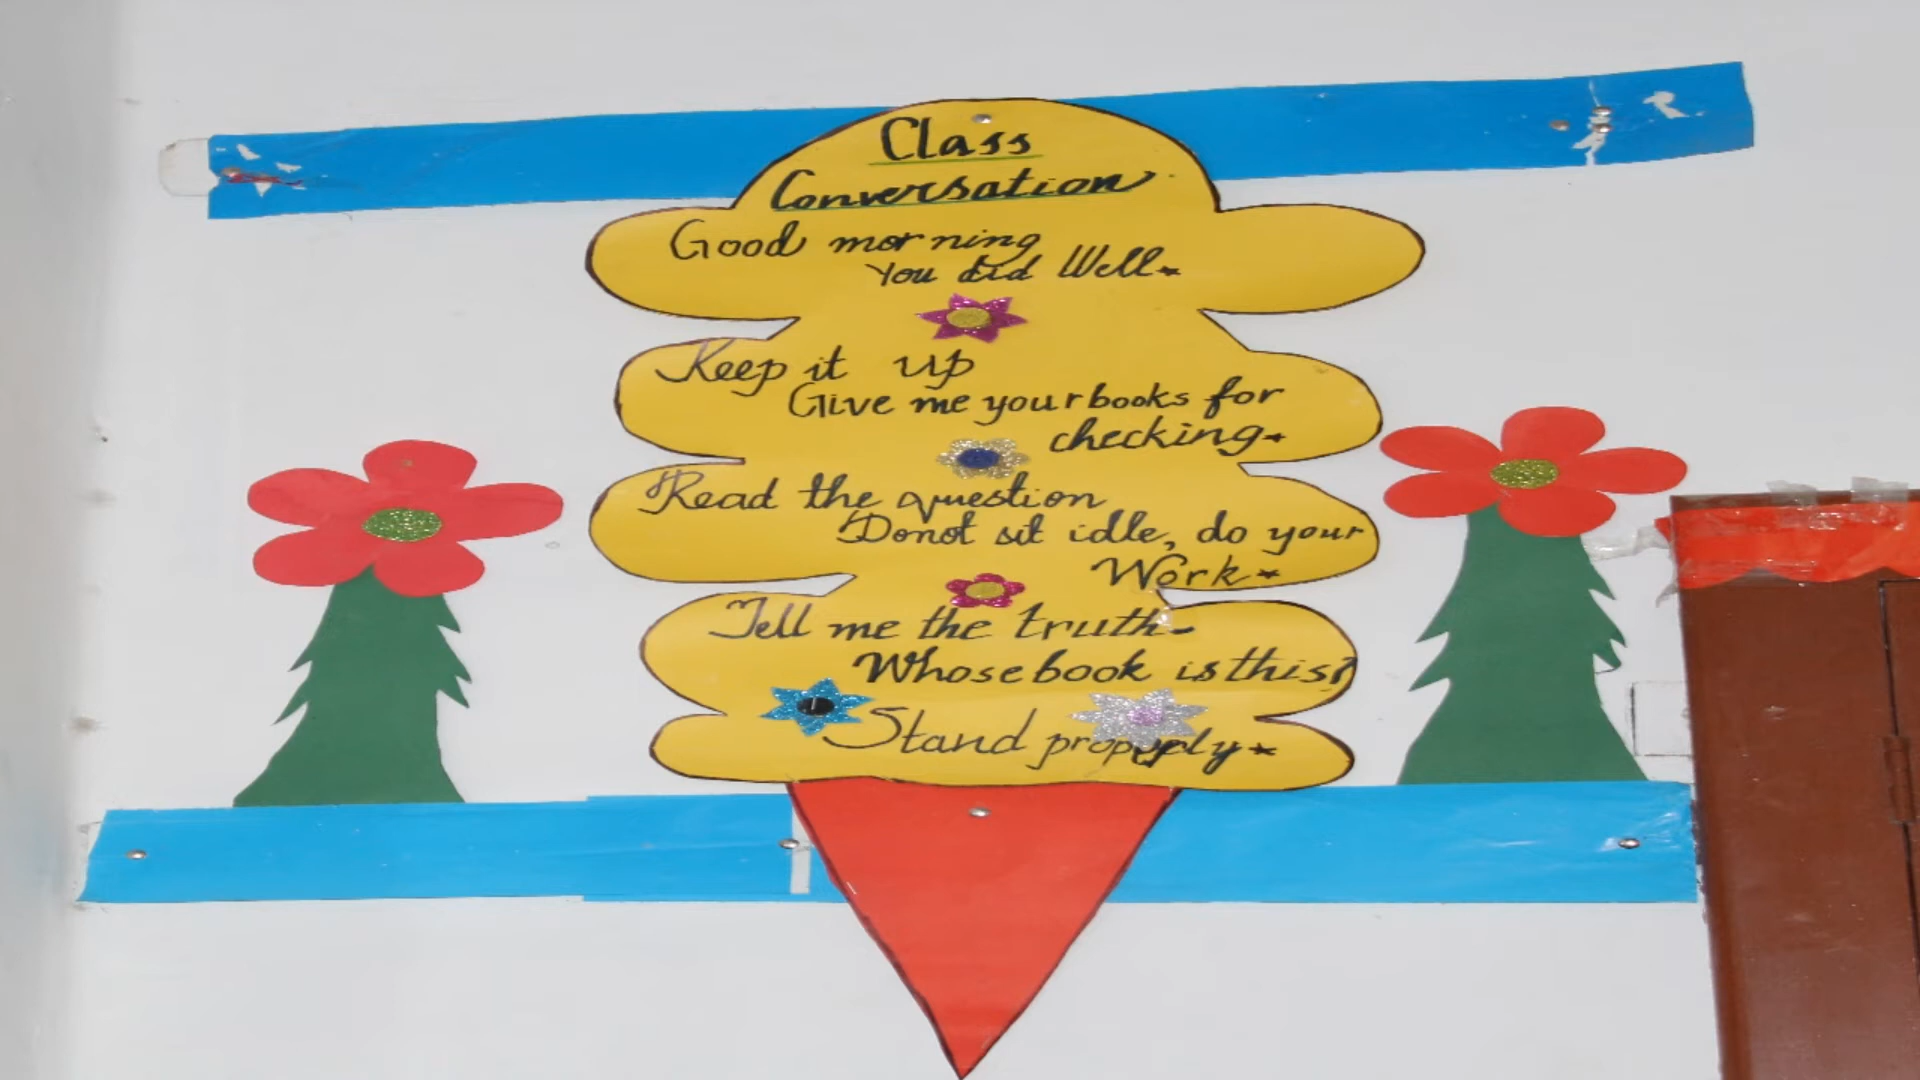 Class
Conversation
Good morning
You did Well
Keep it up
Give me your books for
checking
Read the question
Donot sit idle, do your
Work
Tell me the truth
Whose book is this?
Stand